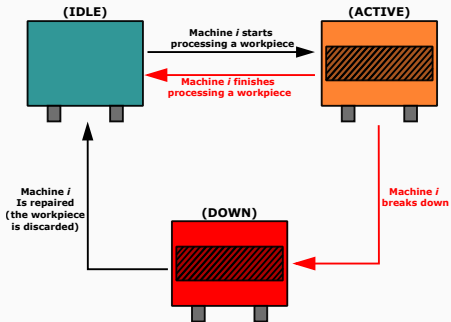 (IDLE)
(ACTIVE)
Machine i starts
processing a workpiece
Machine i finishes
processing a workpiece
Machine i
Is repaired
(the workpiece
is discarded)
(DOWN)
Machine i
breaks down